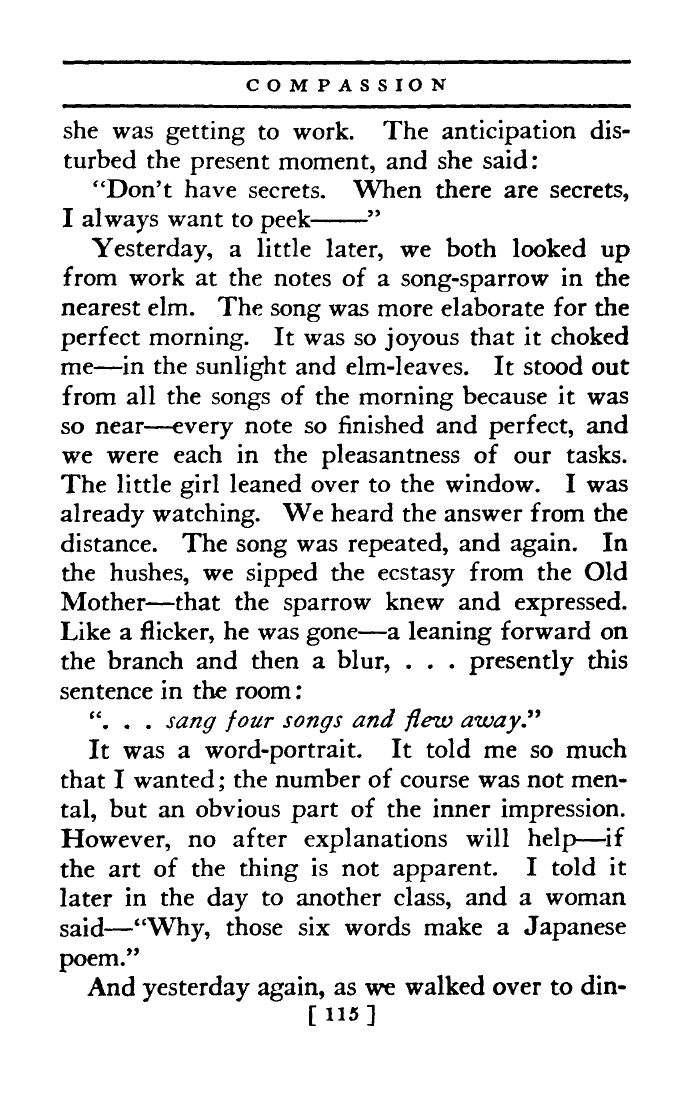 COMPASSION
she was getting to work. The anticipation dis-
turbed the present moment, and she said:
"Don't have secrets. When there are secrets,
I always want to peek——"
Yesterday, a little later, we both looked up
from work at the notes of a song-sparrow in the
nearest elm. The song was more elaborate for the
perfect morning. It was so joyous that it choked
me—in the sunlight and elm-leaves. It stood out
from all the songs of the morning because it was
so near—every note so finished and perfect, and
we were each in the pleasantness of our tasks.
The little girl leaned over to the window. I was
already watching. We heard the answer from the
distance. The song was repeated, and again. In
the hushes, we sipped the ecstasy from the Old
Mother—that the sparrow knew and expressed.
Like a flicker, he was gone—a leaning forward on
the branch and then a blur, . . . presently this
sentence in the room:
". . . sang four songs and flew away."
It was a word-portrait. It told me so much
that I wanted; the number of course was not men-
tal, but an obvious part of the inner impression.
However, no after explanations will help—if
the art of the thing is not apparent. I told it
later in the day to another class, and a woman
said—"Why, those six words make a Japanese
poem."
And yesterday again, as we walked over to din-
[ 115 ]